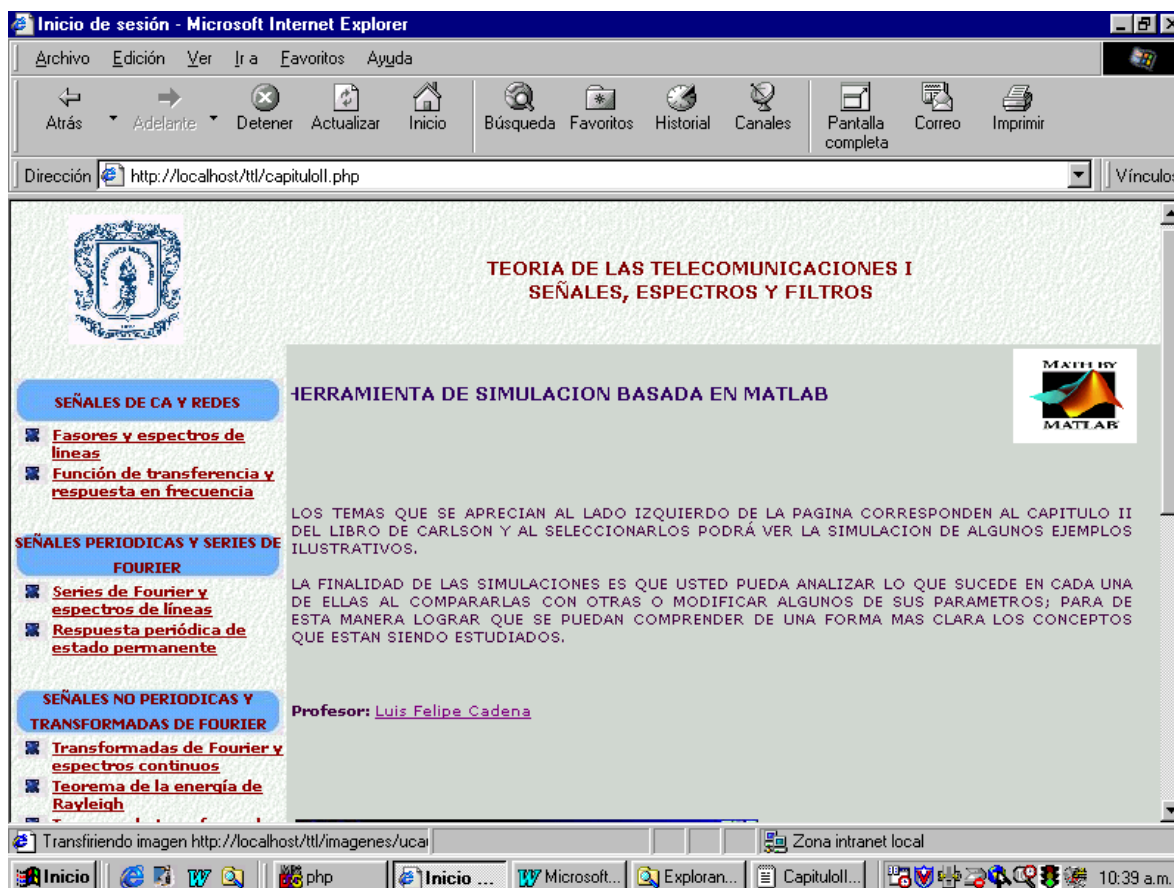 Inicio de sesión - Microsoft Internet Explorer
Archivo Edición Ver Ir a Favoritos Ayuda
Atrás Adelante Detener Actualizar Inicio Búsqueda Favoritos Historial Canales Pantalla completa Correo Imprimir
Dirección http://localhost/ttl/capituloII.php Vínculos
TEORIA DE LAS TELECOMUNICACIONES I
SEÑALES, ESPECTROS Y FILTROS
SEÑALES DE CA Y REDES
Fasores y espectros de
lineas
Función de transferencia y
respuesta en frecuencia
SEÑALES PERIODICAS Y SERIES DE
FOURIER
Series de Fourier y
espectros de líneas
Respuesta periódica de
estado permanente
SEÑALES NO PERIODICAS Y
TRANSFORMADAS DE FOURIER
Transformadas de Fourier y
espectros continuos
Teorema de la energía de
Rayleigh
HERRAMIENTA DE SIMULACION BASADA EN MATLAB
MATH BY
MATLAB
LOS TEMAS QUE SE APRECIAN AL LADO IZQUIERDO DE LA PAGINA CORRESPONDEN AL CAPITULO II
DEL LIBRO DE CARLSON Y AL SELECCIONARLOS PODRÁ VER LA SIMULACION DE ALGUNOS EJEMPLOS
ILUSTRATIVOS.
LA FINALIDAD DE LAS SIMULACIONES ES QUE USTED PUEDA ANALIZAR LO QUE SUCEDE EN CADA UNA
DE ELLAS AL COMPARARLAS CON OTRAS O MODIFICAR ALGUNOS DE SUS PARAMETROS; PARA DE
ESTA MANERA LOGRAR QUE SE PUEDAN COMPRENDER DE UNA FORMA MAS CLARA LOS CONCEPTOS
QUE ESTAN SIENDO ESTUDIADOS.
Profesor: Luis Felipe Cadena
Transfiriendo imagen http://localhost/ttl/imagenes/uca Zona intranet local
Inicio php Inicio ... Microsoft... Exploran... CapituloII... 10:39 a.m.